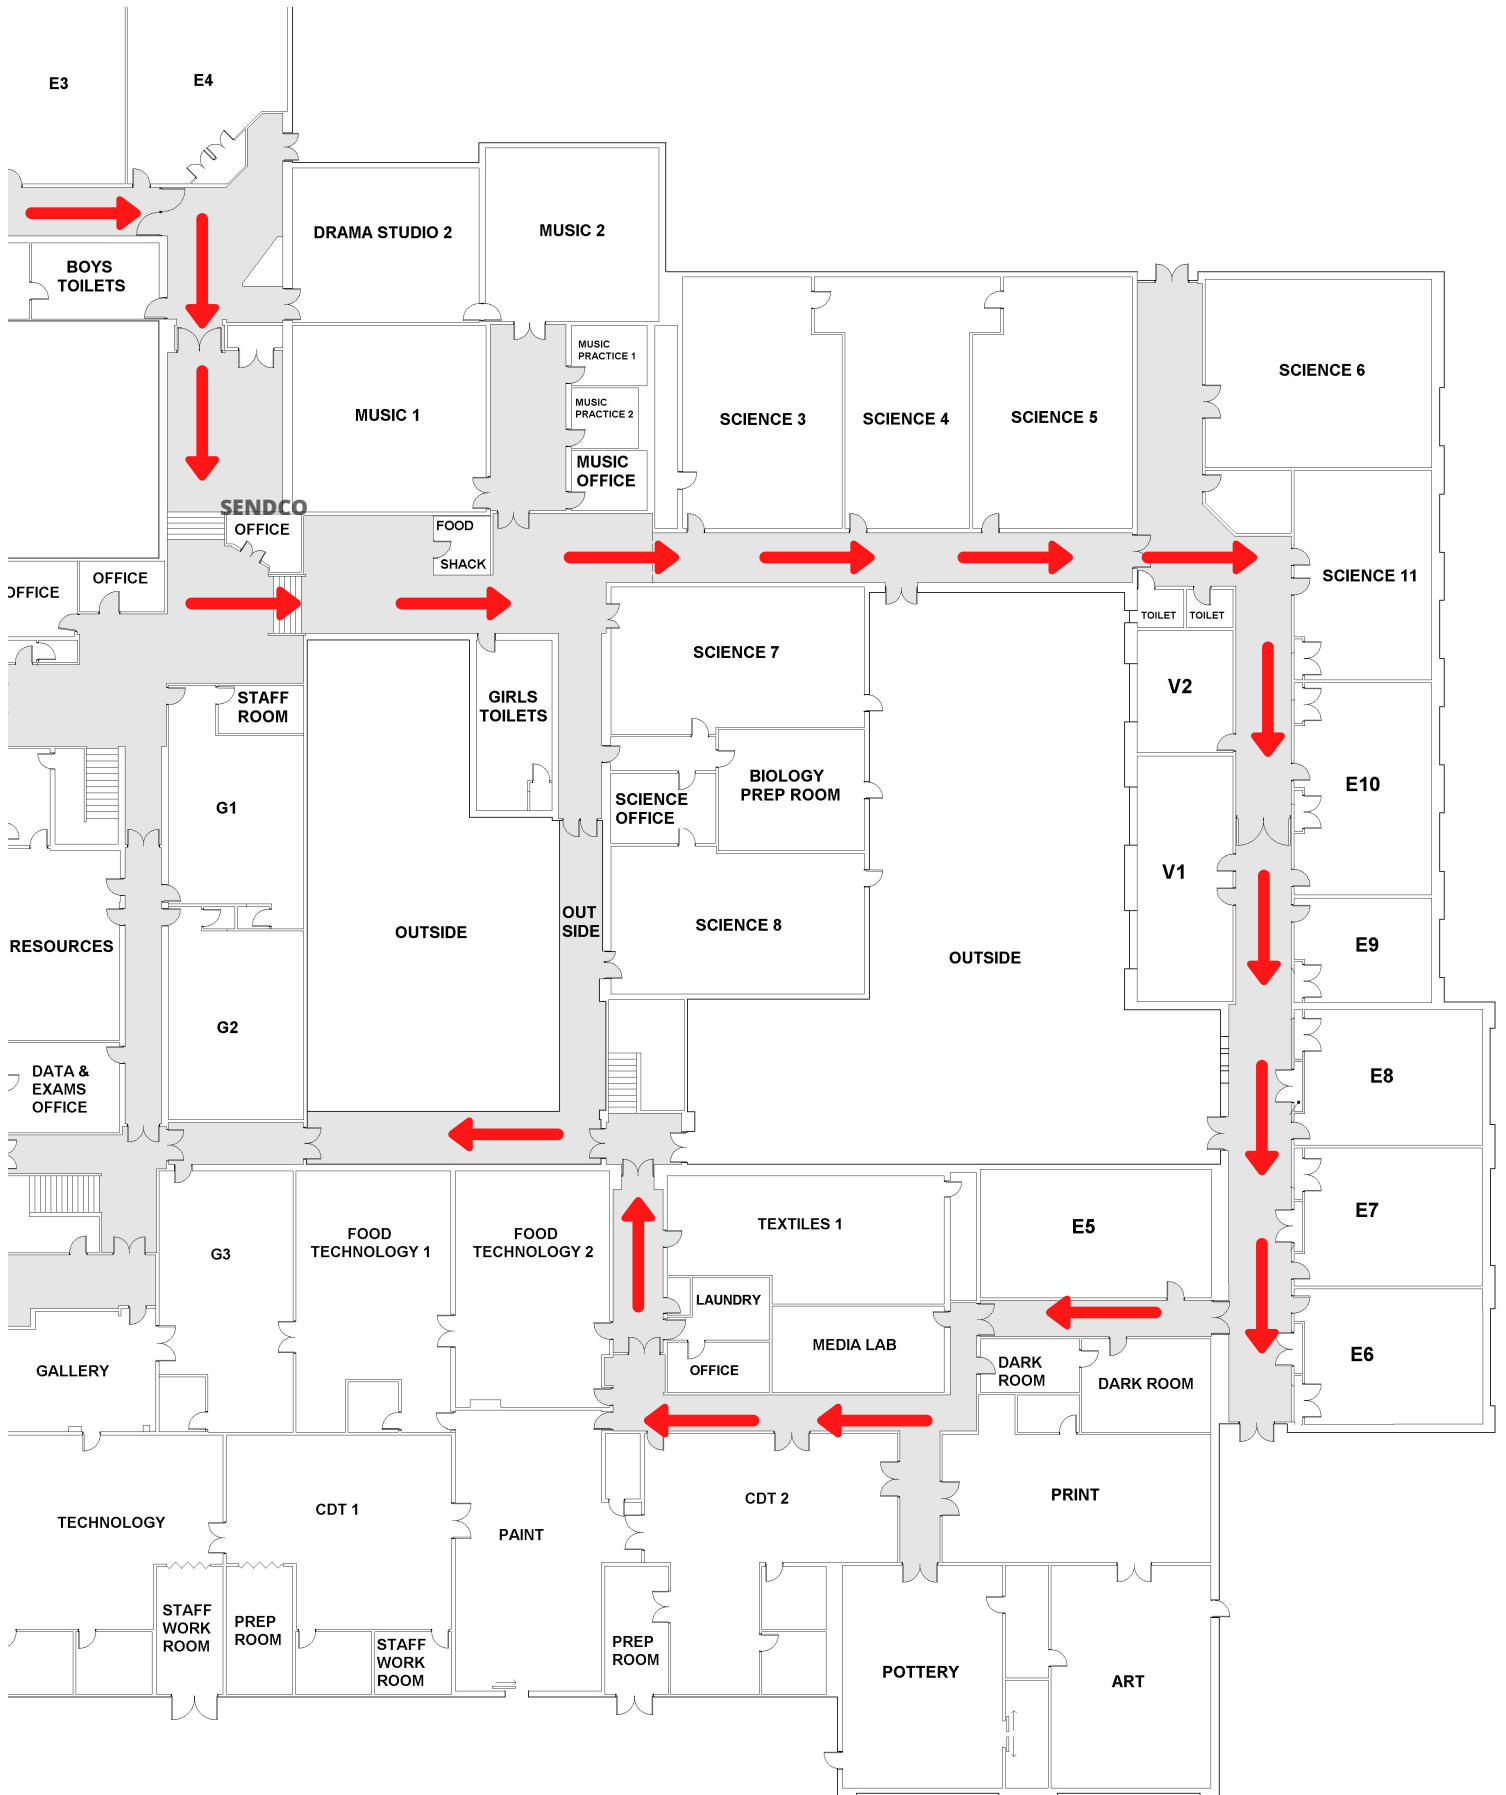 E3
E4
BOYS
TOILETS
DRAMA STUDIO 2
MUSIC 2
MUSIC 1
MUSIC
PRACTICE 1
MUSIC
PRACTICE 2
MUSIC
OFFICE
SCIENCE 3
SCIENCE 4
SCIENCE 5
SCIENCE 6
SENDCO
OFFICE
FOOD
SHACK
OFFICE
OFFICE
SCIENCE 11
TOILET
TOILET
STAFF
ROOM
GIRLS
TOILETS
SCIENCE 7
V2
G1
SCIENCE
OFFICE
BIOLOGY
PREP ROOM
E10
V1
RESOURCES
OUTSIDE
OUT
SIDE
SCIENCE 8
OUTSIDE
E9
G2
DATA &
EXAMS
OFFICE
E8
G3
FOOD
TECHNOLOGY 1
FOOD
TECHNOLOGY 2
TEXTILES 1
E5
E7
LAUNDRY
MEDIA LAB
OFFICE
GALLERY
DARK
ROOM
DARK ROOM
E6
TECHNOLOGY
CDT 1
PAINT
CDT 2
PRINT
STAFF
WORK
ROOM
PREP
ROOM
STAFF
WORK
ROOM
PREP
ROOM
POTTERY
ART